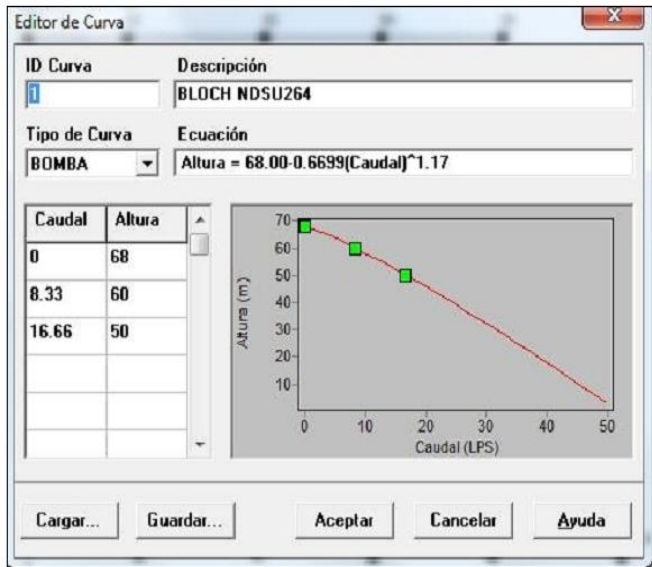 Editor de Curva
X
ID Curva
Descripción
1
BLOCH NDSU264
Tipo de Curva
Ecuación
BOMBA
Altura = 68.00-0.6699(Caudal)^1.17
Caudal Altura
0 68
8.33 60
16.66 50
70
60
50
40
30
20
10
Altura (m)
0 10 20 30 40 50
Caudal (LPS)
Cargar... Guardar... Aceptar Cancelar Ayuda